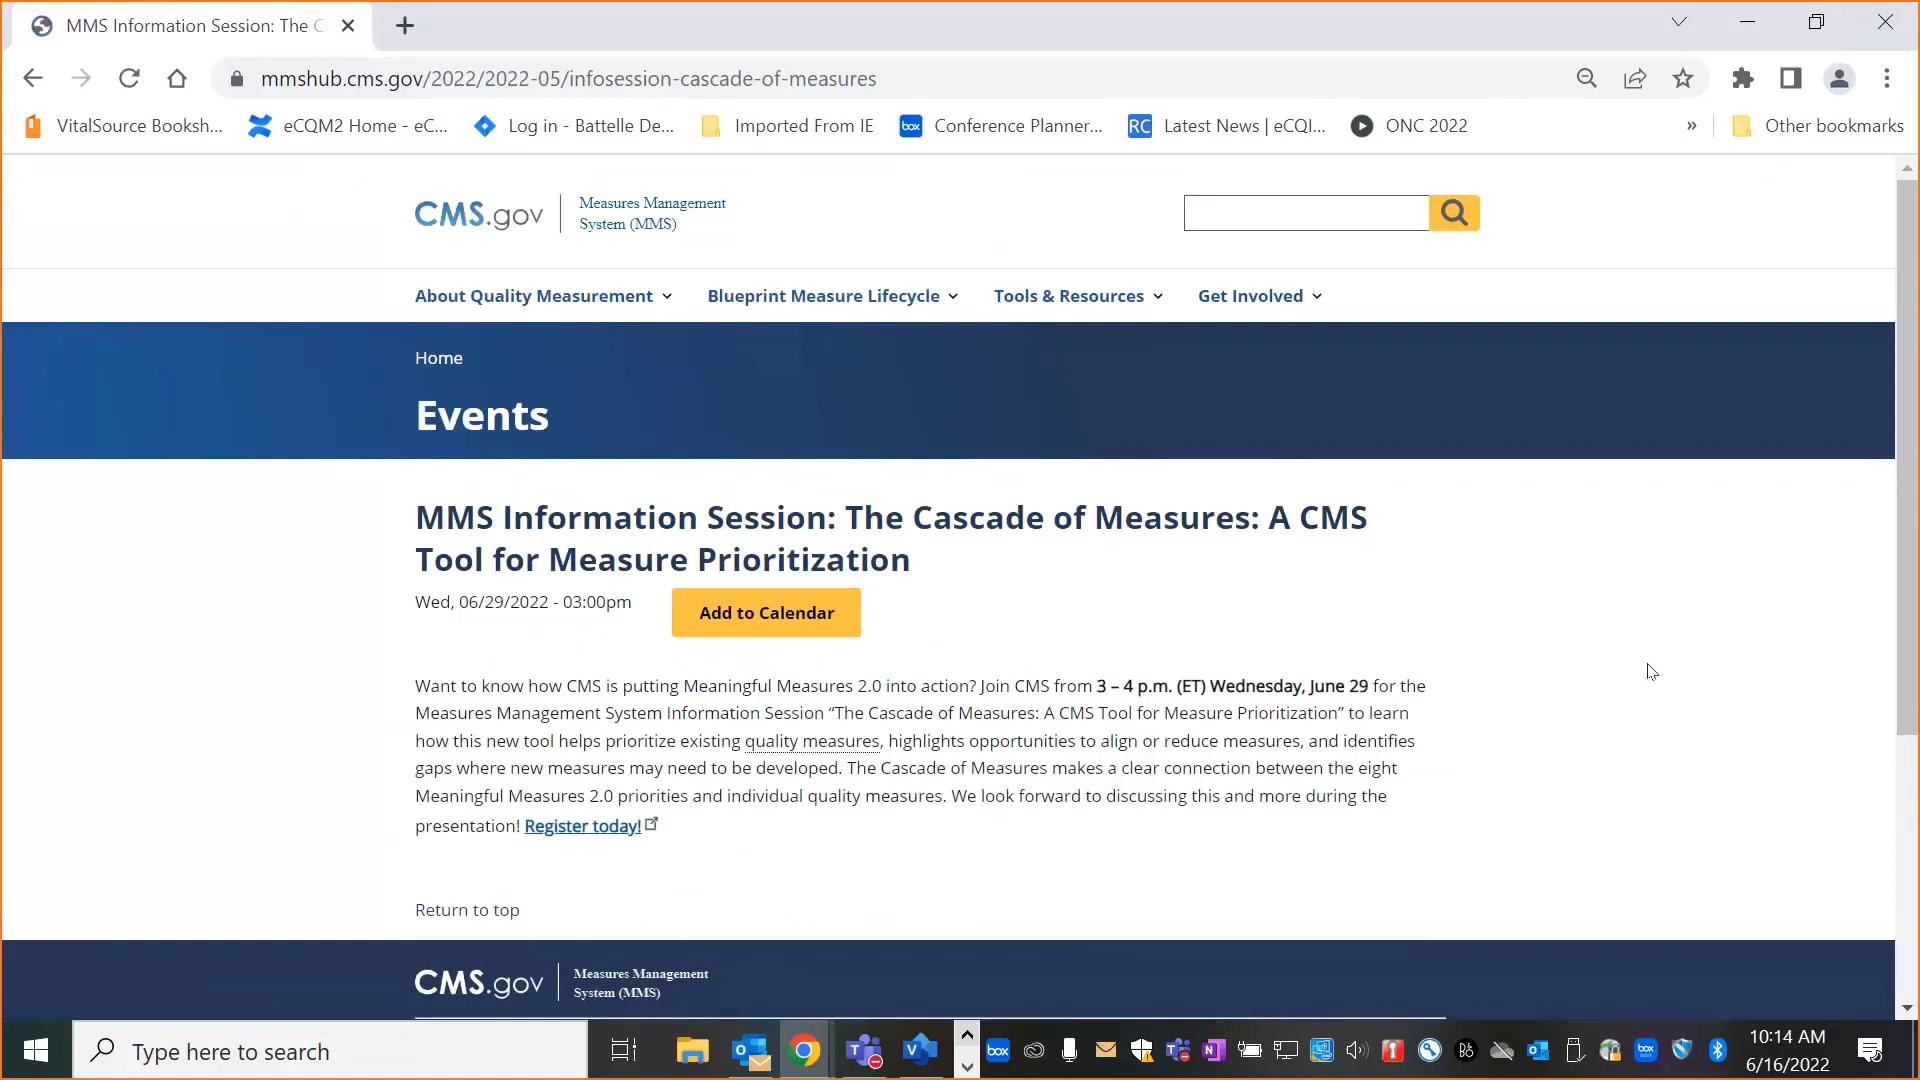 MMS Information Session: The C
mmshub.cms.gov/2022/2022-05/infosession-cascade-of-measures
VitalSource Booksh...
eCQM2 Home - eC...
Log in - Battelle De...
Imported From IE
box
Conference Planner...
RC
Latest News | eCQI...
ONC 2022
»
Other bookmarks
CMS.gov
Measures Management
System (MMS)
About Quality Measurement
Blueprint Measure Lifecycle
Tools & Resources
Get Involved
Home
Events
MMS Information Session: The Cascade of Measures: A CMS
Tool for Measure Prioritization
Wed, 06/29/2022 - 03:00pm
Add to Calendar
Want to know how CMS is putting Meaningful Measures 2.0 into action? Join CMS from 3 – 4 p.m. (ET) Wednesday, June 29 for the
Measures Management System Information Session “The Cascade of Measures: A CMS Tool for Measure Prioritization” to learn
how this new tool helps prioritize existing quality measures, highlights opportunities to align or reduce measures, and identifies
gaps where new measures may need to be developed. The Cascade of Measures makes a clear connection between the eight
Meaningful Measures 2.0 priorities and individual quality measures. We look forward to discussing this and more during the
presentation! Register today!
Return to top
CMS.gov
Measures Management
System (MMS)
Type here to search
box
10:14 AM
6/16/2022